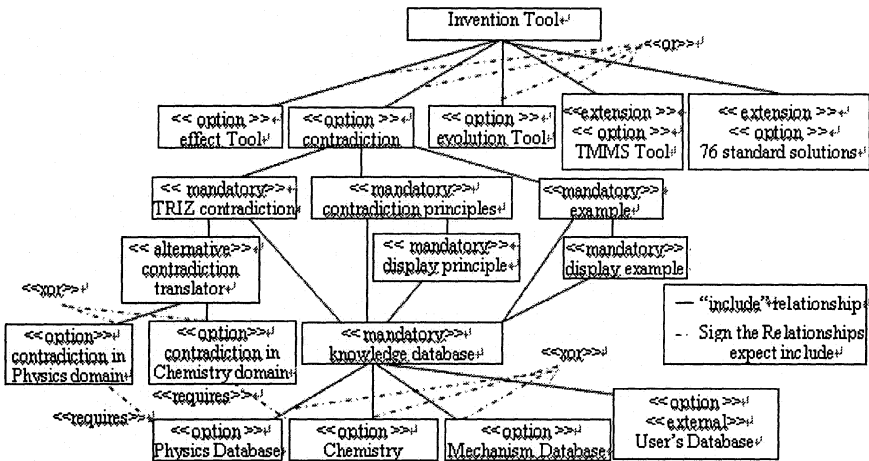 Invention Tool
<<or>>
<< option >>
effect Tool
<< option >>
contradiction
<< option >>
evolution Tool
<<extension >>
<< option >>
TMMS Tool
<< extension >>
<< option >>
76 standard solutions
<< mandatory>>
TRIZ contradiction
<< mandatory>>
contradiction principles
<<mandatory>>
example
<< alternative>>
contradiction
translator
<< mandatory>>
display principle
<<mandatory>>
display example
<<xor>>
<<option>>
contradiction in
Physics domain
<<option >>
contradiction in
Chemistry domain
<<mandatory>>
knowledge database
"include" relationship
Sign the Relationships
expect include
<<xor>>
<<requires>>
<<requires>>
<<option >>
Physics Database
<<option >>
Chemistry
<<option >>
Mechanism Database
<<option >>
<<external>>
User's Database